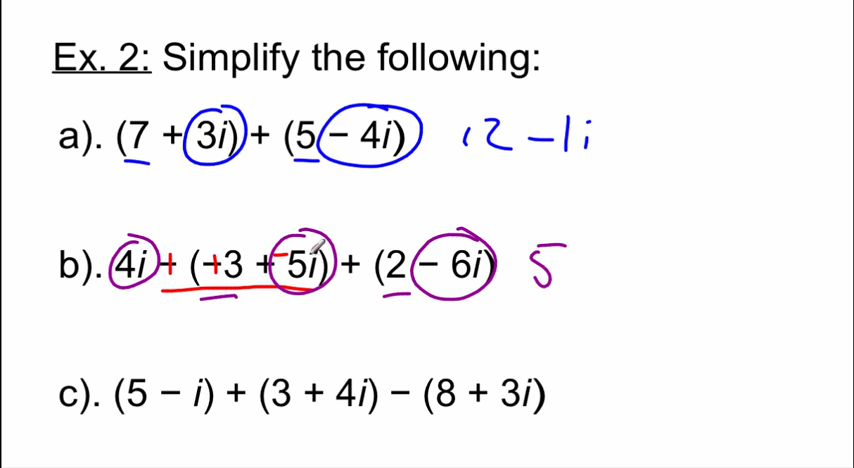 Ex. 2: Simplify the following:
a). (7 + 3i) + (5 − 4i) 12 −1i
b). 4i + (+3 + −5i) + (2 − 6i) 5
c). (5 − i) + (3 + 4i) − (8 + 3i)